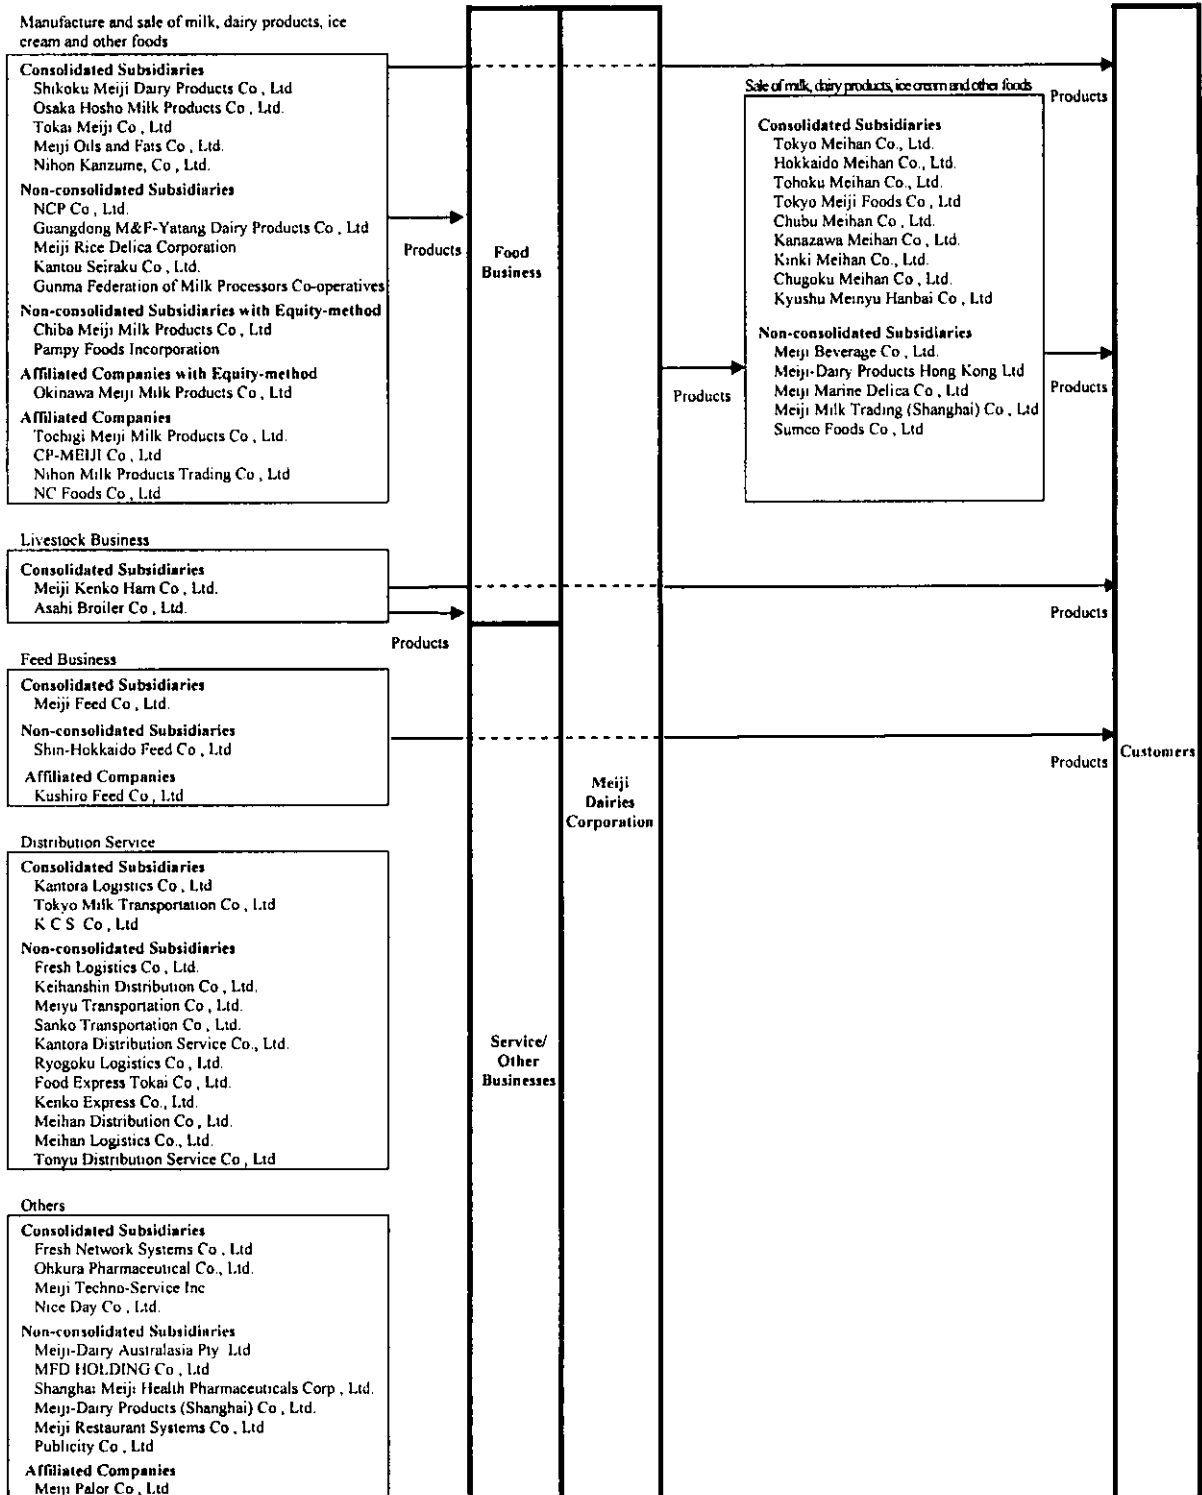 Manufacture and sale of milk, dairy products, ice
cream and other foods
Consolidated Subsidiaries
Shikoku Meiji Dairy Products Co , Ltd
Osaka Hosho Milk Products Co , Ltd.
Tokai Meiji Co , Ltd
Meiji Oils and Fats Co , Ltd.
Nihon Kanzume, Co , Ltd.
Non-consolidated Subsidiaries
NCP Co , Ltd.
Guangdong M&F-Yatang Dairy Products Co , Ltd
Meiji Rice Delica Corporation
Kantou Seiraku Co , Ltd.
Gunma Federation of Milk Processors Co-operatives
Non-consolidated Subsidiaries with Equity-method
Chiba Meiji Milk Products Co , Ltd
Pampy Foods Incorporation
Affiliated Companies with Equity-method
Okinawa Meiji Milk Products Co , Ltd
Affiliated Companies
Tochigi Meiji Milk Products Co , Ltd.
CP-MEIJI Co , Ltd
Nihon Milk Products Trading Co , Ltd
NC Foods Co , Ltd
Products
Food
Business
Products
Sale of milk, dairy products, ice cream and other foods
Consolidated Subsidiaries
Tokyo Meihan Co., Ltd.
Hokkaido Meihan Co., Ltd.
Tohoku Meihan Co., Ltd.
Tokyo Meiji Foods Co , Ltd
Chubu Meihan Co., Ltd.
Kanazawa Meihan Co., Ltd.
Kinki Meihan Co., Ltd.
Chugoku Meihan Co., Ltd.
Kyushu Meinyu Hanbai Co , Ltd
Non-consolidated Subsidiaries
Meiji Beverage Co , Ltd.
Meiji-Dairy Products Hong Kong Ltd
Meiji Marine Delica Co , Ltd
Meiji Milk Trading (Shanghai) Co , Ltd
Sumco Foods Co , Ltd
Products
Products
Livestock Business
Consolidated Subsidiaries
Meiji Kenko Ham Co , Ltd.
Asahi Broiler Co , Ltd.
Products
Products
Feed Business
Consolidated Subsidiaries
Meiji Feed Co , Ltd.
Non-consolidated Subsidiaries
Shin-Hokkaido Feed Co , Ltd
Affiliated Companies
Kushiro Feed Co , Ltd
Products
Customers
Meiji
Dairies
Corporation
Distribution Service
Consolidated Subsidiaries
Kantora Logistics Co , Ltd
Tokyo Milk Transportation Co , Ltd
K C S Co , Ltd
Non-consolidated Subsidiaries
Fresh Logistics Co , Ltd.
Keihanshin Distribution Co , Ltd.
Meiyu Transportation Co , Ltd.
Sanko Transportation Co , Ltd.
Kantora Distribution Service Co., Ltd.
Ryogoku Logistics Co , Ltd.
Food Express Tokai Co , Ltd.
Kenko Express Co., Ltd.
Meihan Distribution Co , Ltd.
Meihan Logistics Co., Ltd.
Tonyu Distribution Service Co , Ltd
Service/
Other
Businesses
Others
Consolidated Subsidiaries
Fresh Network Systems Co , Ltd
Ohkura Pharmaceutical Co., Ltd.
Meiji Techno-Service Inc
Nice Day Co , Ltd.
Non-consolidated Subsidiaries
Meiji-Dairy Australasia Pty Ltd
MFD HOLDING Co , Ltd
Shanghai Meiji Health Pharmaceuticals Corp , Ltd.
Meiji-Dairy Products (Shanghai) Co , Ltd.
Meiji Restaurant Systems Co , Ltd
Publicity Co , Ltd
Affiliated Companies
Meiji Palor Co , Ltd